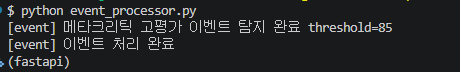 $ python event_processor.py
[event] 메타크리틱 고평가 이벤트 탐지 완료 threshold=85
[event] 이벤트 처리 완료
(fastapi)